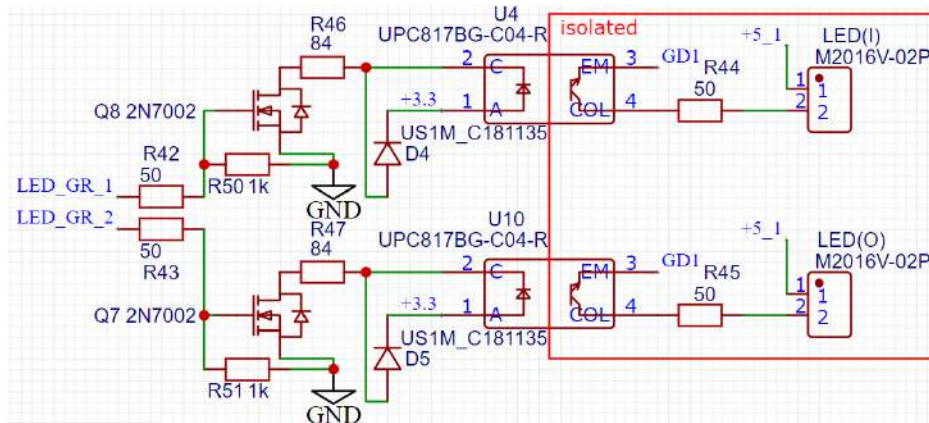 R46
84
U4
UPC817BG-C04-R
isolated
LED(I)
M2016V-02P
+5_1
2
C
EM
3
GD1
R44
50
1
1
2
2
Q8 2N7002
+3.3
1
A
COL
4
US1M_C181135
D4
R42
50
R50 1k
LED_GR_1
GND
LED_GR_2
50
R43
R47
84
U10
UPC817BG-C04-R
LED(O)
M2016V-02P
+5_1
2
C
EM
3
GD1
R45
50
1
1
2
2
Q7 2N7002
+3.3
1
A
COL
4
US1M_C181135
D5
R51 1k
GND